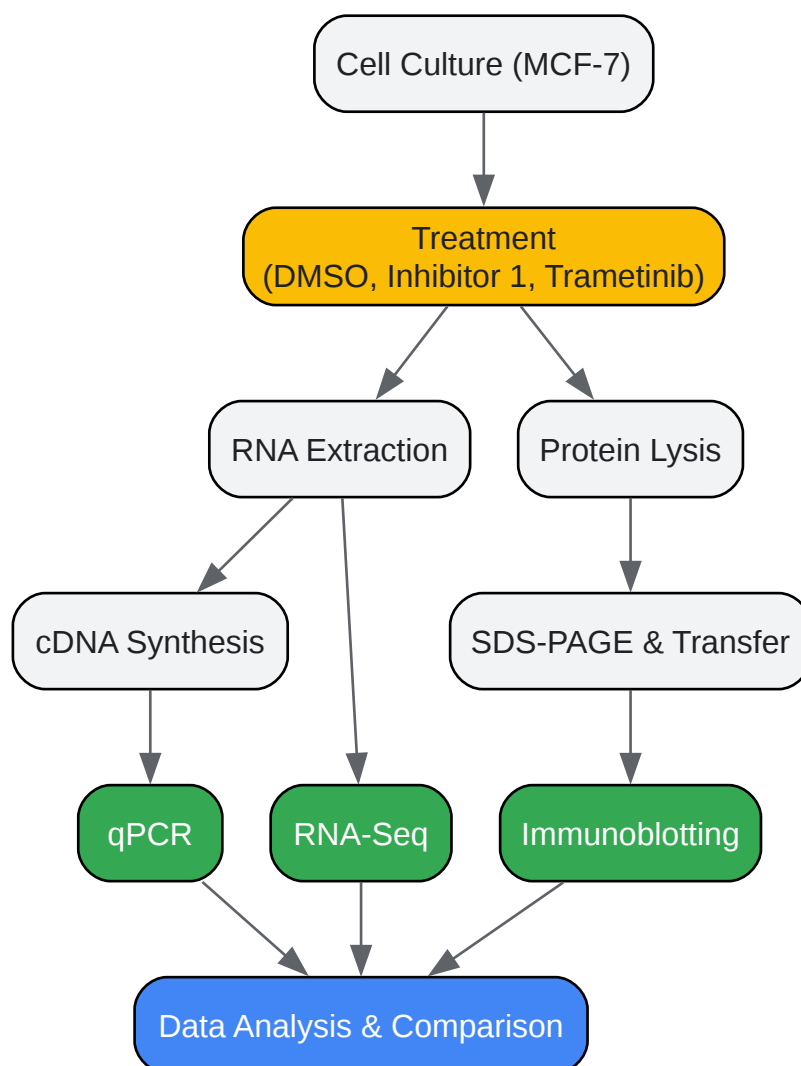 Cell Culture (MCF-7)
Treatment
(DMSO, Inhibitor 1, Trametinib)
RNA Extraction
Protein Lysis
cDNA Synthesis
SDS-PAGE & Transfer
qPCR
RNA-Seq
Immunoblotting
Data Analysis & Comparison